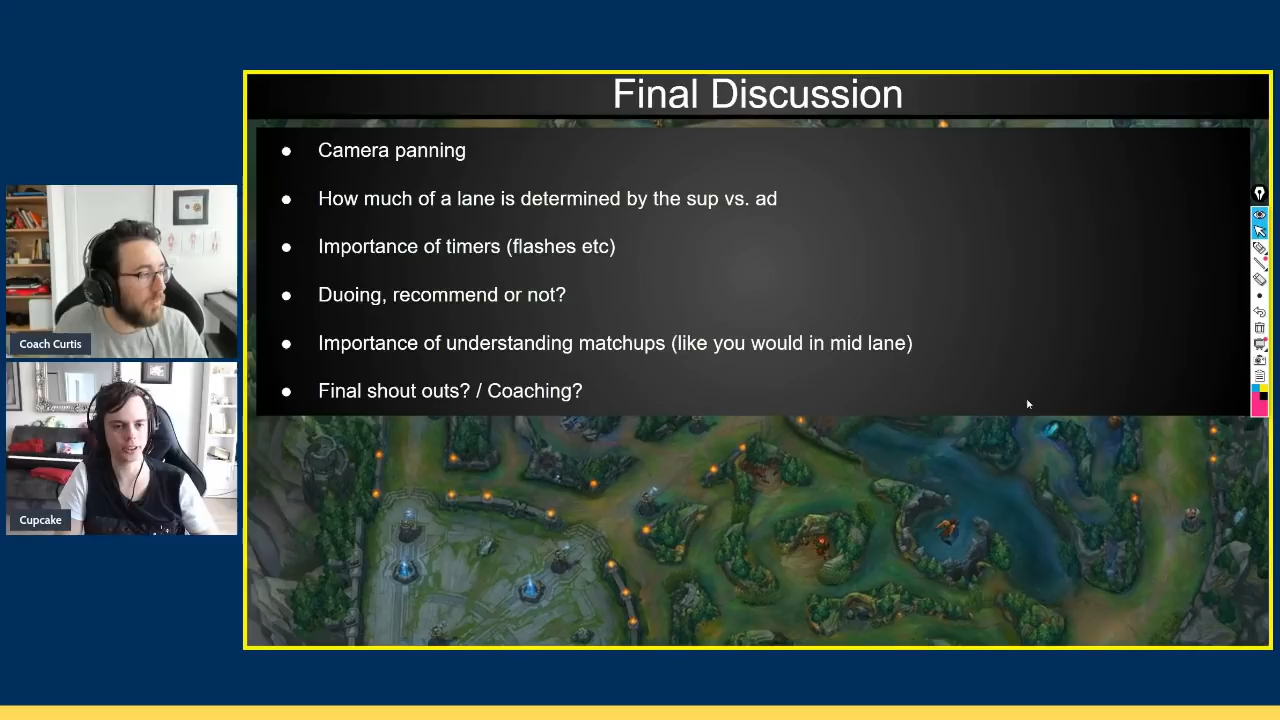 Final Discussion
● Camera panning
● How much of a lane is determined by the sup vs. ad
● Importance of timers (flashes etc)
● Duoing, recommend or not?
● Importance of understanding matchups (like you would in mid lane)
● Final shout outs? / Coaching?
Coach Curtis
Cupcake